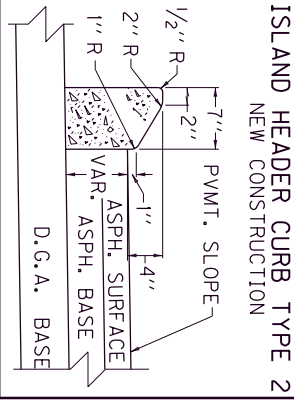 ISLAND HEADER CURB TYPE 2
NEW CONSTRUCTION
7"
2"
1/2" R
2" R
1" R
PVMT. SLOPE
4"
1"
ASPH. SURFACE
VAR. ASPH. BASE
D.G.A. BASE